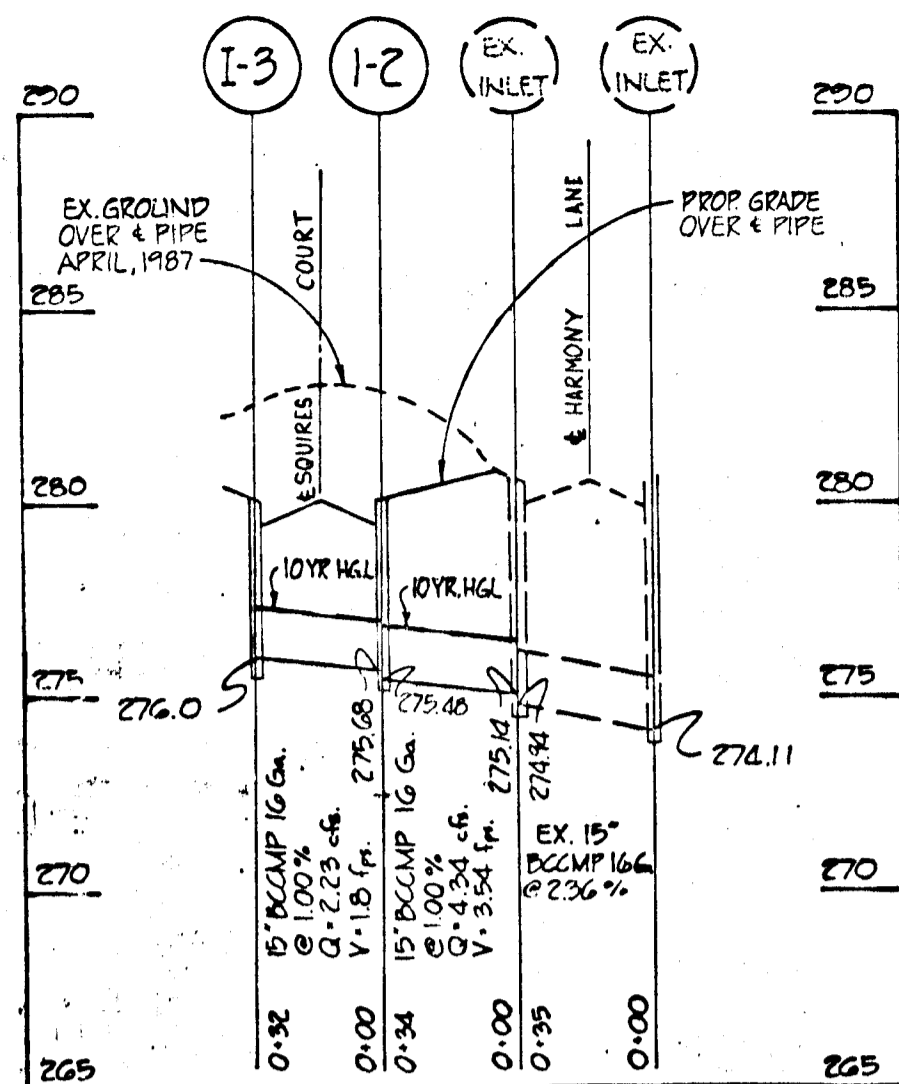 I-3
I-2
EX.
INLET
EX.
INLET
290
290
EX. GROUND
OVER ℄ PIPE
APRIL, 1987
℄ SQUIRES COURT
℄ HARMONY LANE
PROP. GRADE
OVER ℄ PIPE
285
285
280
280
10YR HGL
10YR. HGL
275
275
276.0
275.68
275.48
275.14
274.94
274.11
15" BCCMP 16 Ga.
@ 1.00%
Q = 2.23 cfs.
V = 1.8 fps.
15" BCCMP 16 Ga.
@ 1.00%
Q = 4.34 cfs.
V = 3.54 fps.
EX. 15"
BCCMP 16G
@ 2.36%
270
270
0+32
0+00
0+34
0+00
0+35
0+00
265
265